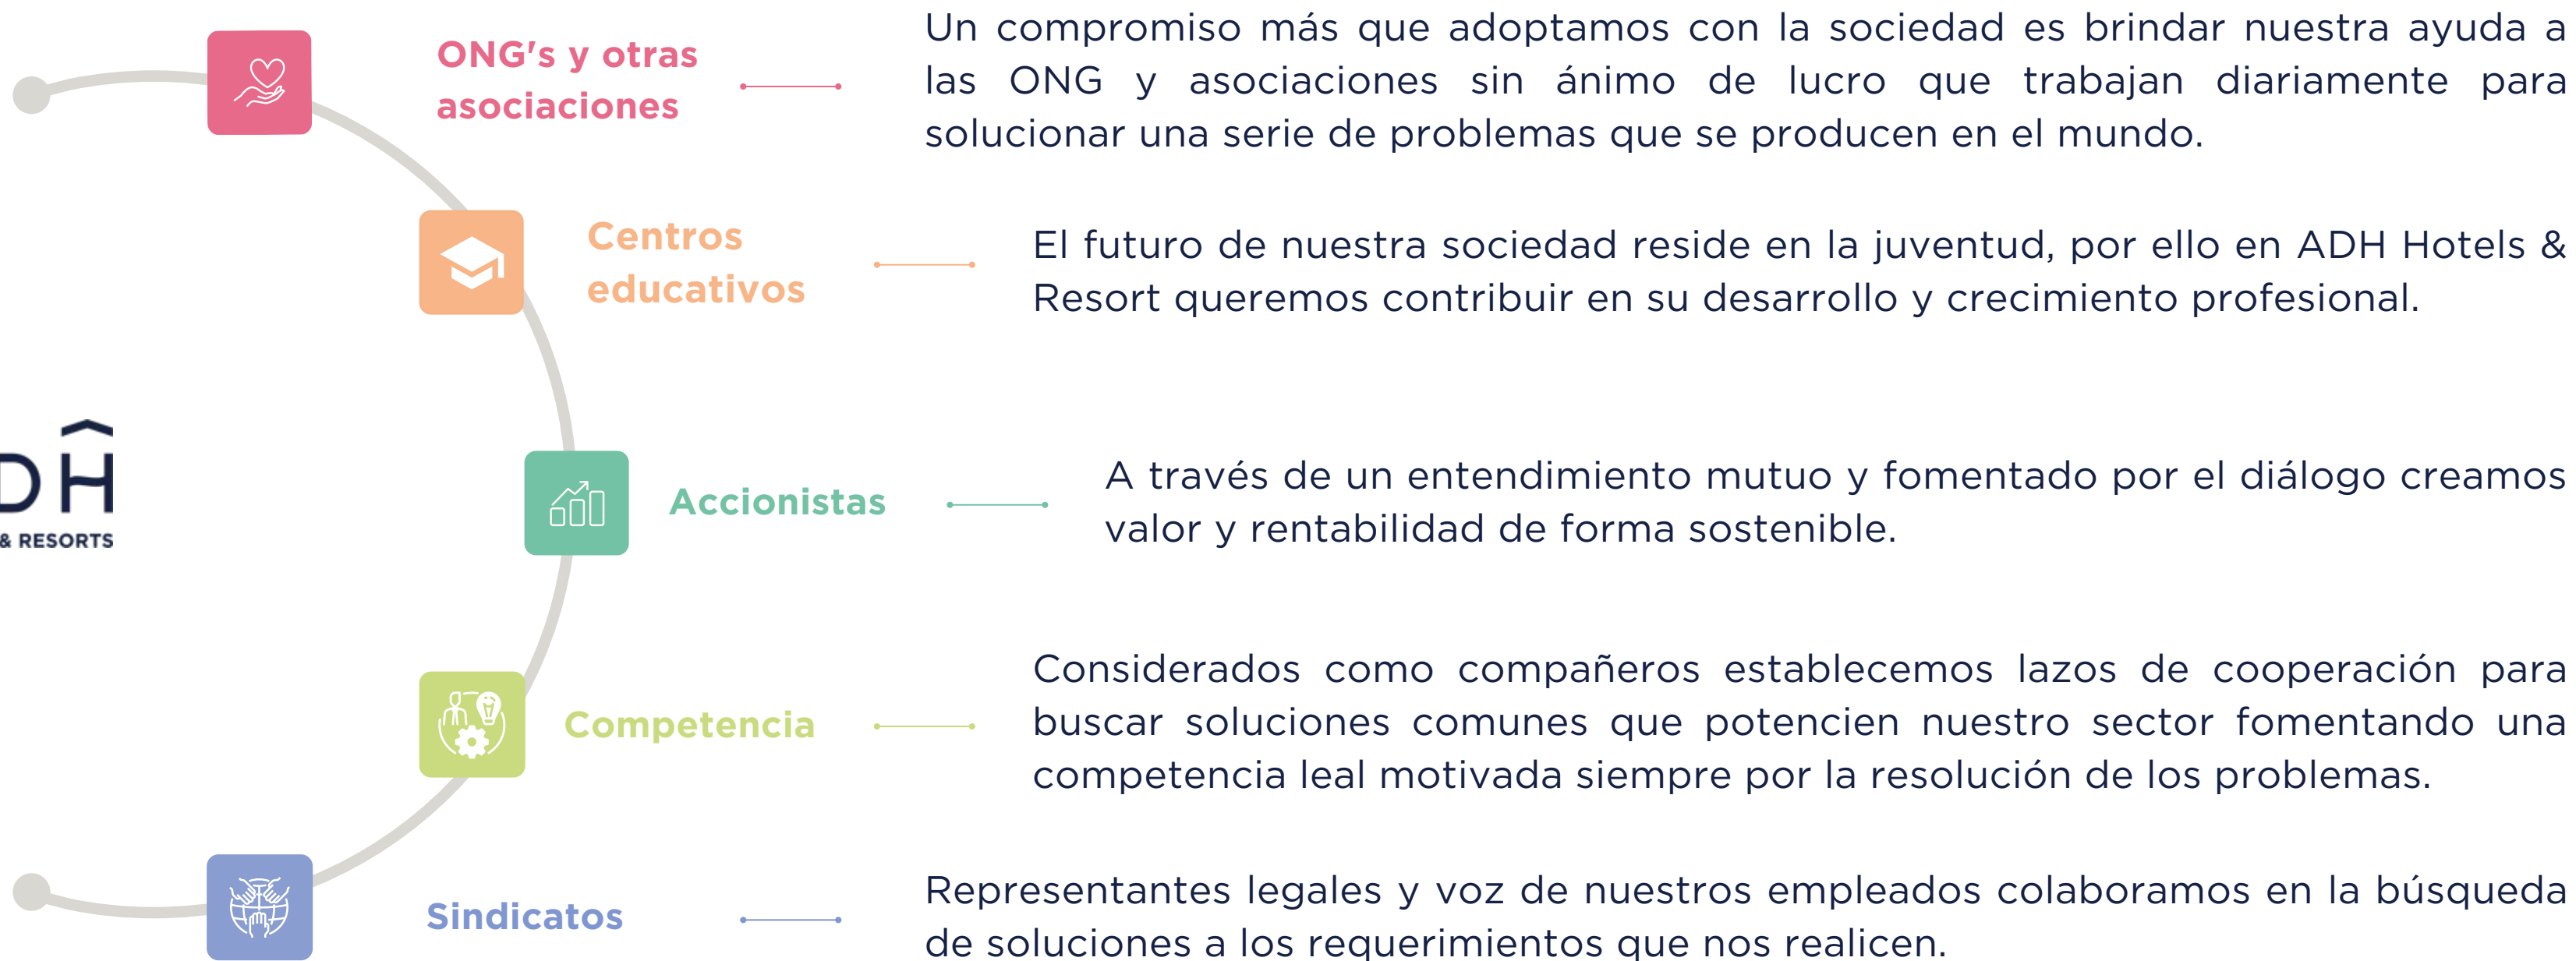 ONG's y otras
asociaciones
Un compromiso más que adoptamos con la sociedad es brindar nuestra ayuda a
las ONG y asociaciones sin ánimo de lucro que trabajan diariamente para
solucionar una serie de problemas que se producen en el mundo.
Centros
educativos
El futuro de nuestra sociedad reside en la juventud, por ello en ADH Hotels &
Resort queremos contribuir en su desarrollo y crecimiento profesional.
DH
& RESORTS
Accionistas
A través de un entendimiento mutuo y fomentado por el diálogo creamos
valor y rentabilidad de forma sostenible.
Competencia
Considerados como compañeros establecemos lazos de cooperación para
buscar soluciones comunes que potencien nuestro sector fomentando una
competencia leal motivada siempre por la resolución de los problemas.
Sindicatos
Representantes legales y voz de nuestros empleados colaboramos en la búsqueda
de soluciones a los requerimientos que nos realicen.